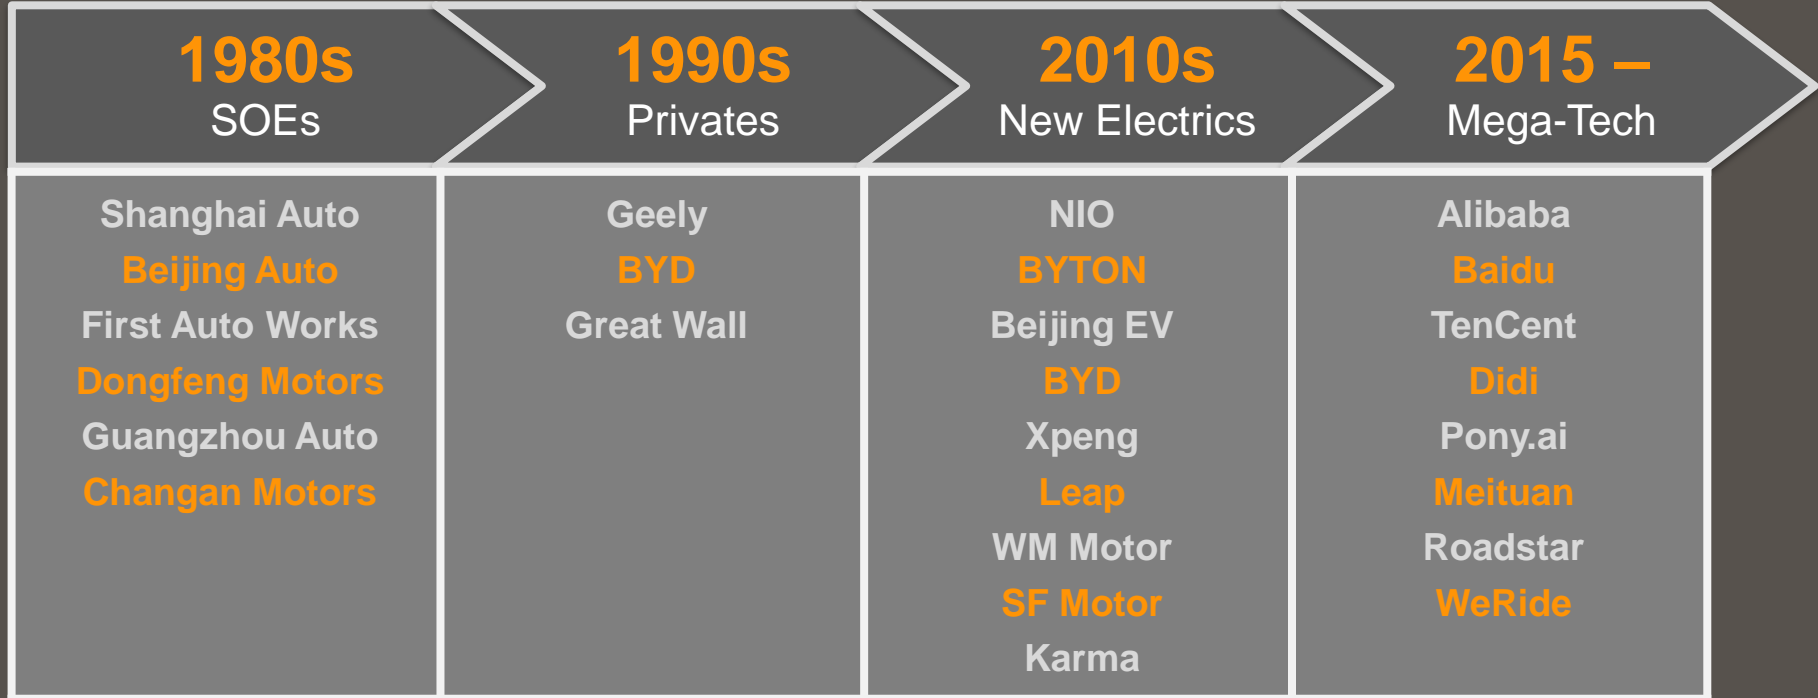 1980s
SOEs
Shanghai Auto
Beijing Auto
First Auto Works
Dongfeng Motors
Guangzhou Auto
Changan Motors
1990s
Privates
Geely
BYD
Great Wall
2010s
New Electrics
NIO
BYTON
Beijing EV
BYD
Xpeng
Leap
WM Motor
SF Motor
Karma
2015 –
Mega-Tech
Alibaba
Baidu
TenCent
Didi
Pony.ai
Meituan
Roadstar
WeRide